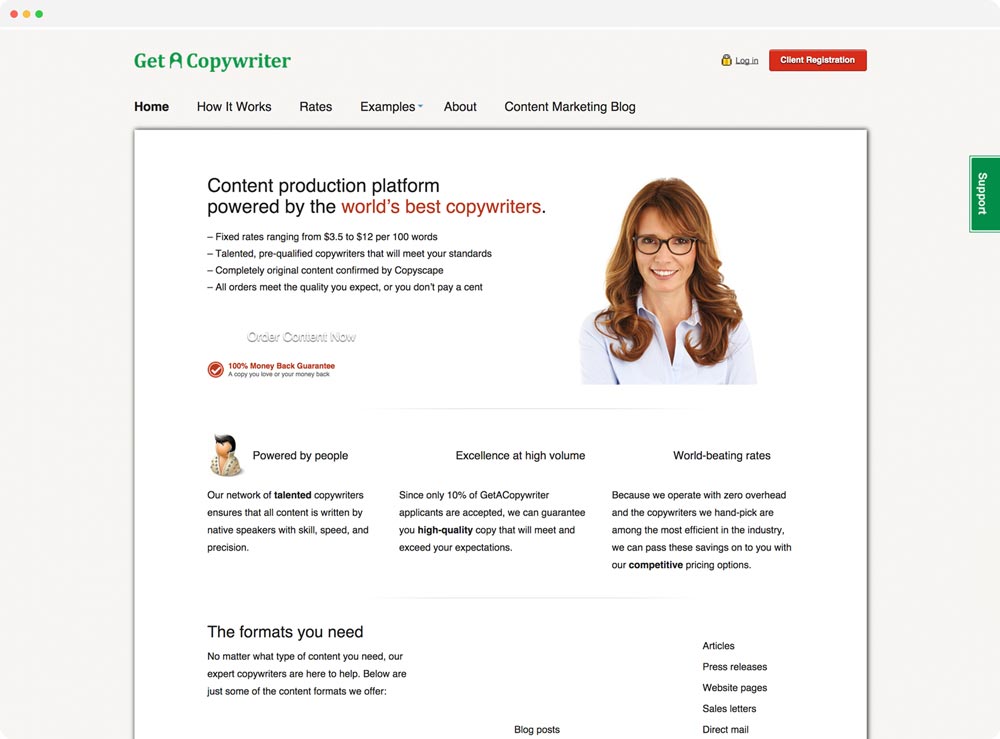 Get A Copywriter
Log in
Client Registration
Home How It Works Rates Examples About Content Marketing Blog
Support
Content production platform
powered by the world's best copywriters.
– Fixed rates ranging from $3.5 to $12 per 100 words
– Talented, pre-qualified copywriters that will meet your standards
– Completely original content confirmed by Copyscape
– All orders meet the quality you expect, or you don't pay a cent
Order Content Now
100% Money Back Guarantee
A copy you love or your money back
Powered by people
Our network of talented copywriters
ensures that all content is written by
native speakers with skill, speed, and
precision.
Excellence at high volume
Since only 10% of GetACopywriter
applicants are accepted, we can guarantee
you high-quality copy that will meet and
exceed your expectations.
World-beating rates
Because we operate with zero overhead
and the copywriters we hand-pick are
among the most efficient in the industry,
we can pass these savings on to you with
our competitive pricing options.
The formats you need
No matter what type of content you need, our
expert copywriters are here to help. Below are
just some of the content formats we offer:
Blog posts
Articles
Press releases
Website pages
Sales letters
Direct mail